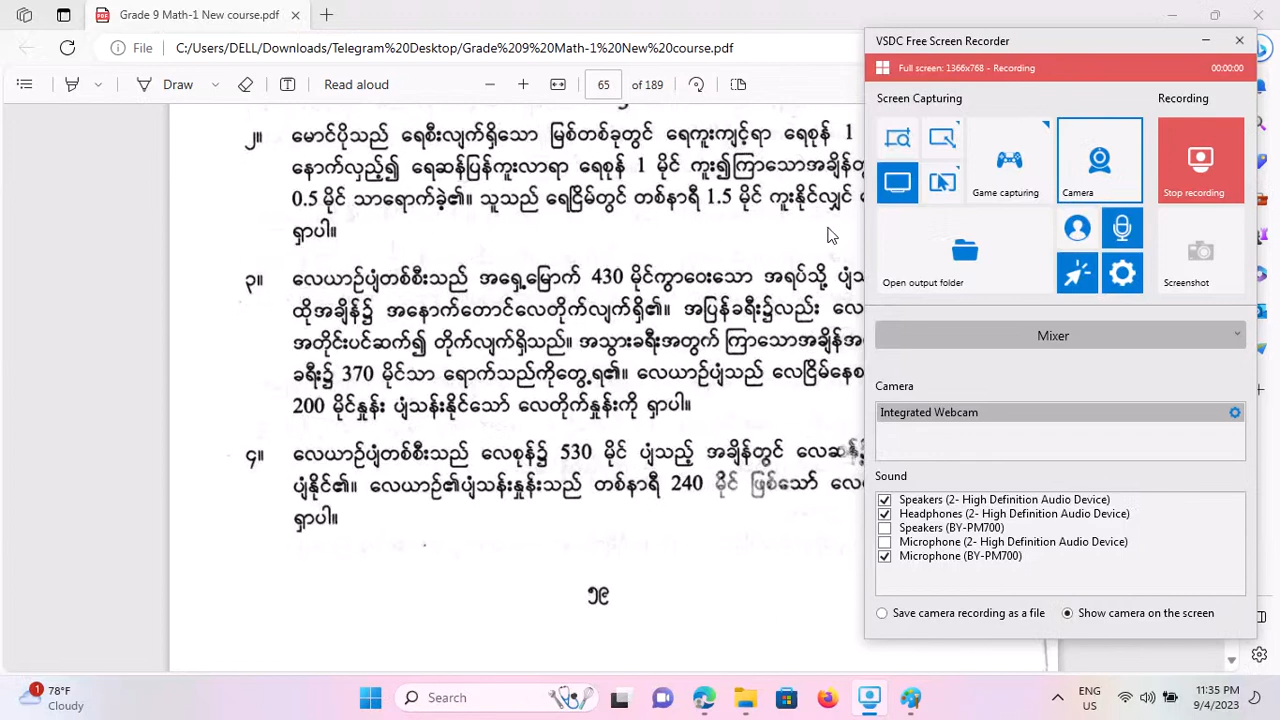 Grade 9 Math-1 New course.pdf
File
C:/Users/DELL/Downloads/Telegram%20Desktop/Grade%209%20Math-1%20New%20course.pdf
Draw
Read aloud
65
of 189
၂။ မောင်ပိုသည် ရေစီးလျက်ရှိသော မြစ်တစ်ခုတွင် ရေကူးကျင့်ရာ ရေစုန် 1
နောက်လှည့်၍ ရေဆန်ပြန်ကူးလာရာ ရေစုန် 1 မိုင် ကူး၍ကြာသောအချိန်တွ
0.5 မိုင် သာရောက်ခဲ့၏။ သူသည် ရေငြိမ်တွင် တစ်နာရီ 1.5 မိုင် ကူးနိုင်လျှင်
ရှာပါ။
၃။ လေယာဉ်ပျံတစ်စီးသည် အရှေ့မြောက် 430 မိုင်ကွာဝေးသော အရပ်သို့ ပျံသ
ထိုအချိန်၌ အနောက်တောင်လေတိုက်လျက်ရှိ၏။ အပြန်ခရီး၌လည်း လေ
အတိုင်းပင်ဆက်၍ တိုက်လျက်ရှိသည်။ အသွားခရီးအတွက် ကြာသောအချိန်အ
ခရီး၌ 370 မိုင်သာ ရောက်သည်ကိုတွေ့ရ၏။ လေယာဉ်ပျံသည် လေငြိမ်နေစ
200 မိုင်နှုန်း ပျံသန်းနိုင်သော် လေတိုက်နှုန်းကို ရှာပါ။
၄။ လေယာဉ်ပျံတစ်စီးသည် လေစုန်၌ 530 မိုင် ပျံသည့် အချိန်တွင် လေဆန်၌
ပျံနိုင်၏။ လေယာဉ်၏ပျံသန်းနှုန်းသည် တစ်နာရီ 240 မိုင် ဖြစ်သော် လေ
ရှာပါ။
၅၉
VSDC Free Screen Recorder
Full screen: 1366x768 - Recording
00:00:00
Screen Capturing
Recording
Game capturing
Camera
Stop recording
Open output folder
Screenshot
Mixer
Camera
Integrated Webcam
Sound
Speakers (2- High Definition Audio Device)
Headphones (2- High Definition Audio Device)
Speakers (BY-PM700)
Microphone (2- High Definition Audio Device)
Microphone (BY-PM700)
Save camera recording as a file
Show camera on the screen
1
78°F
Cloudy
Search
ENG
US
11:35 PM
9/4/2023